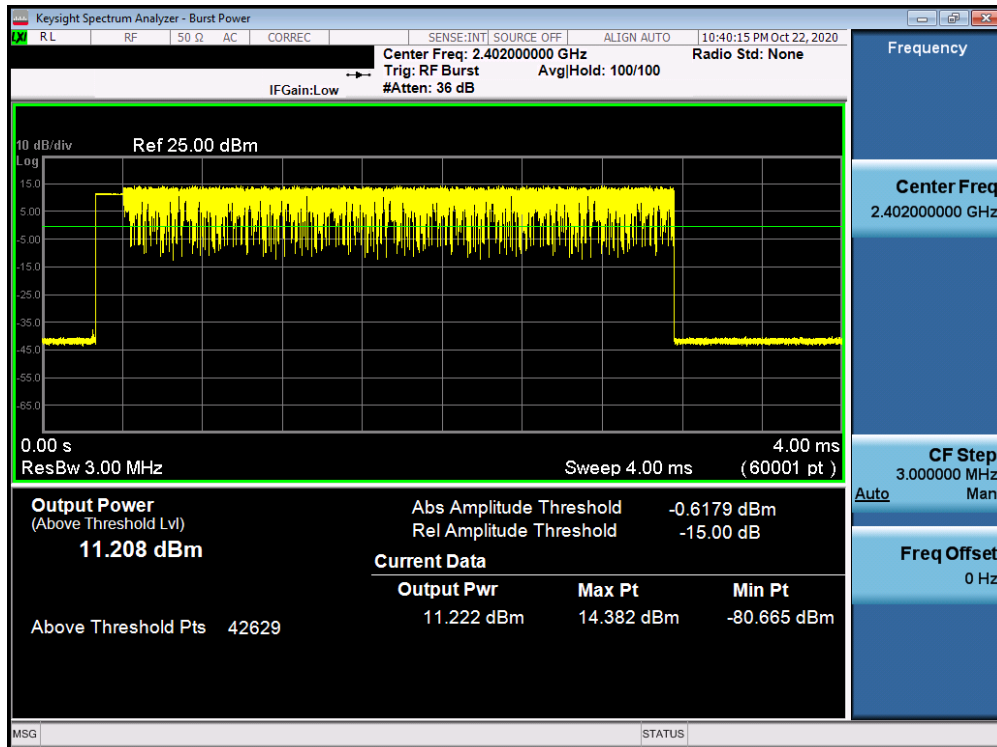 Keysight Spectrum Analyzer - Burst Power
LXI RL RF 50 Ω AC CORREC SENSE:INT SOURCE OFF ALIGN AUTO 10:40:15 PM Oct 22, 2020
Center Freq: 2.402000000 GHz Radio Std: None
Trig: RF Burst Avg|Hold: 100/100
IFGain:Low #Atten: 36 dB
Frequency
10 dB/div Ref 25.00 dBm
Log
15.0
5.00
-5.00
-15.0
-25.0
-35.0
-45.0
-55.0
-65.0
0.00 s 4.00 ms
ResBw 3.00 MHz Sweep 4.00 ms (60001 pt )
Output Power
(Above Threshold Lvl)
11.208 dBm
Above Threshold Pts 42629
Abs Amplitude Threshold -0.6179 dBm
Rel Amplitude Threshold -15.00 dB
Current Data
Output Pwr Max Pt Min Pt
11.222 dBm 14.382 dBm -80.665 dBm
Center Freq
2.402000000 GHz
CF Step
3.000000 MHz
Auto Man
Freq Offset
0 Hz
MSG STATUS